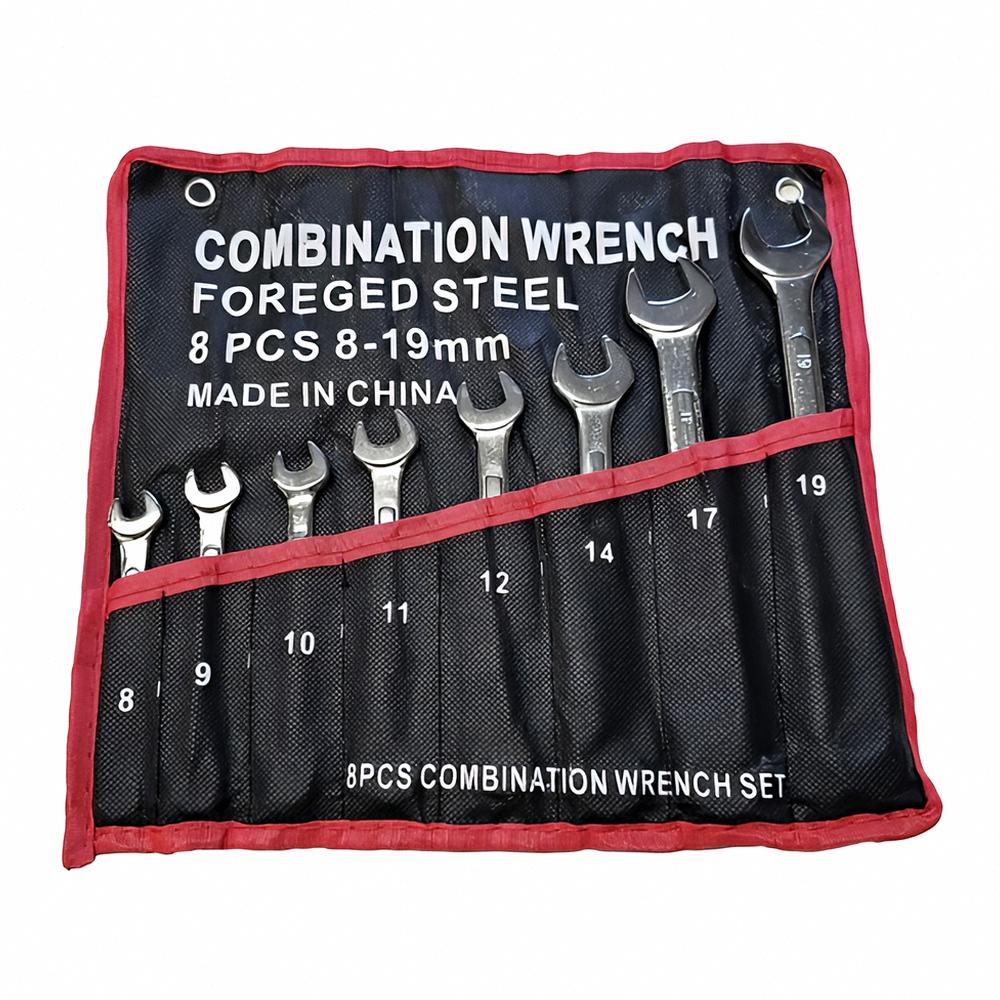 COMBINATION WRENCH
FOREGED STEEL
8 PCS 8-19mm
MADE IN CHINA
19
19
17
14
12
11
10
9
8
8PCS COMBINATION WRENCH SET